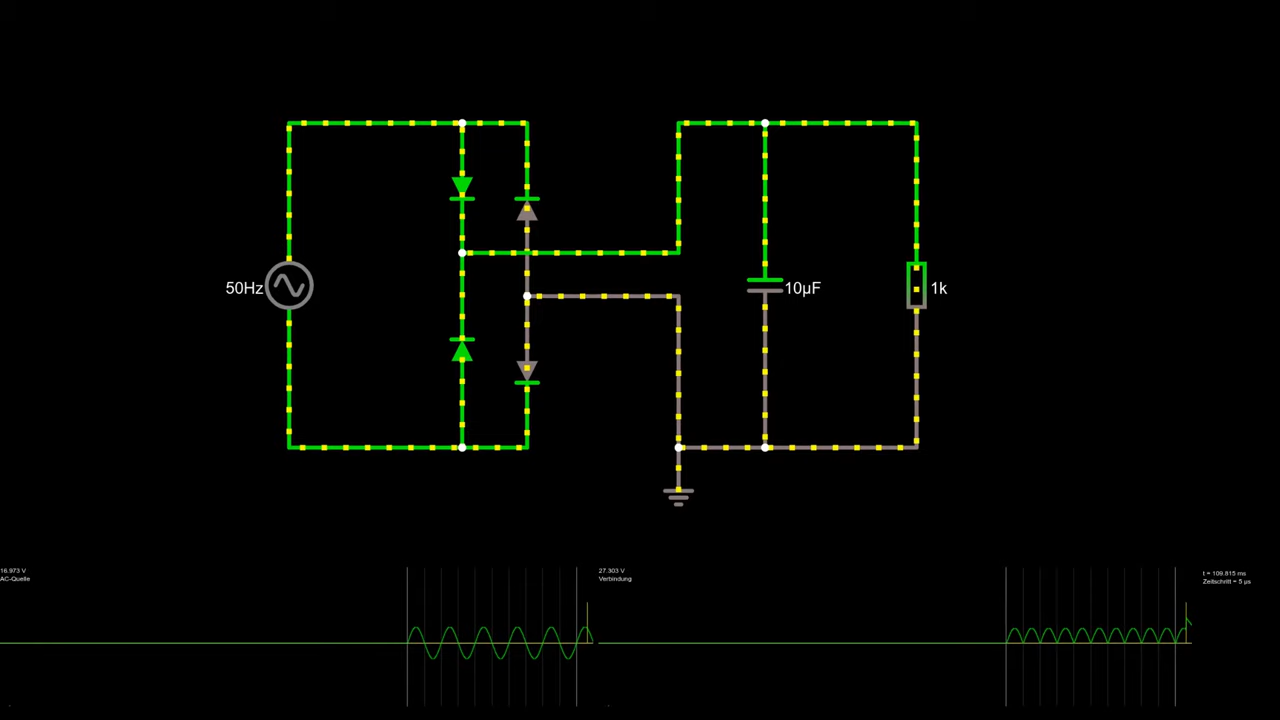 50Hz
10µF
1k
16.973 V
AC-Quelle
27.303 V
Verbindung
t = 109.815 ms
Zeitschritt = 5 µs